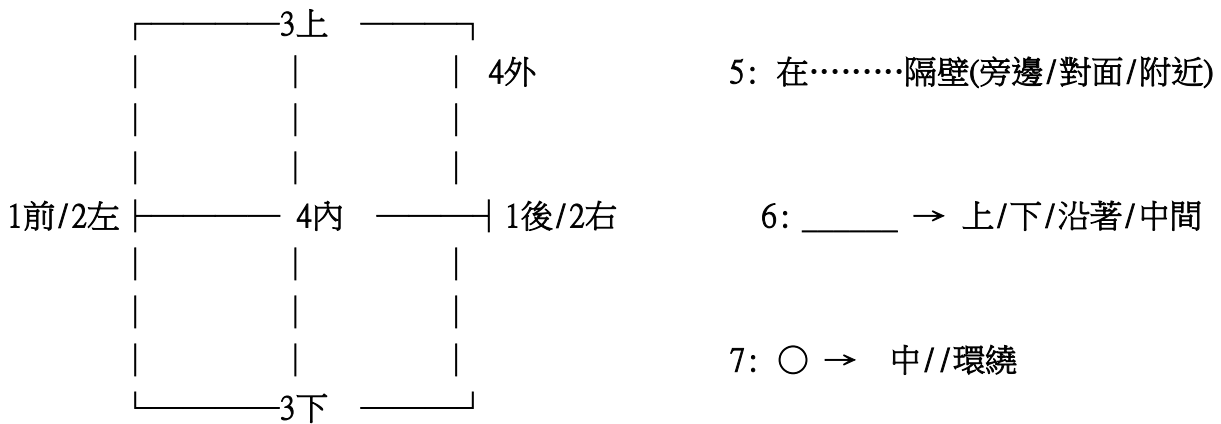 3上
4外 5: 在………隔壁(旁邊/對面/附近)
1前/2左 4內 1後/2右 6: ______ → 上/下/沿著/中間
7: ○ → 中//環繞
3下